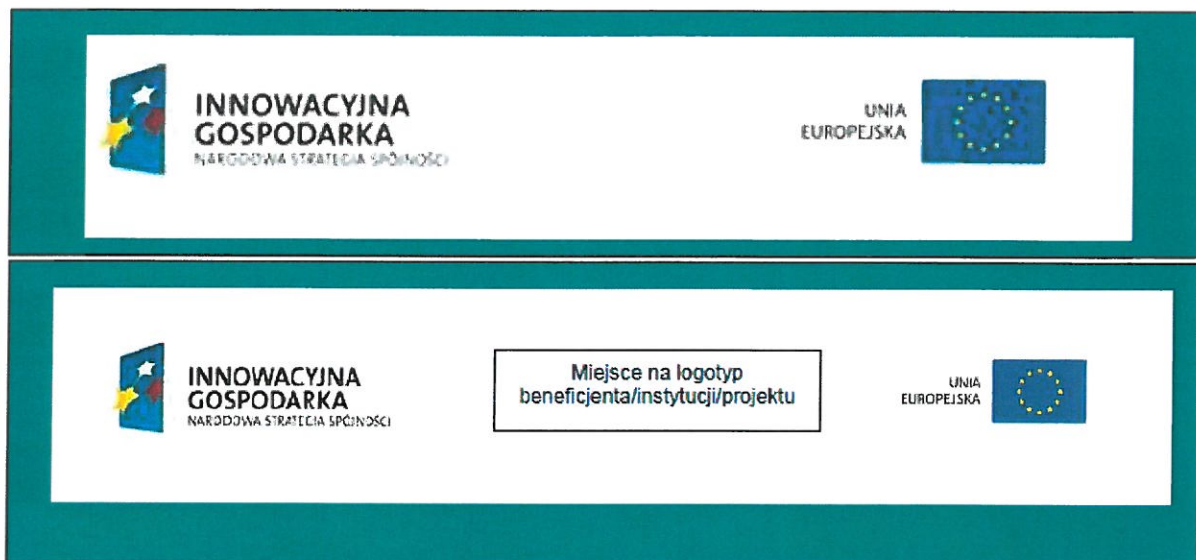 INNOWACYJNA
GOSPODARKA
NARODOWA STRATEGIA SPÓJNOŚCI
UNIA
EUROPEJSKA
INNOWACYJNA
GOSPODARKA
NARODOWA STRATEGIA SPÓJNOŚCI
Miejsce na logotyp
beneficjenta/instytucji/projektu
UNIA
EUROPEJSKA